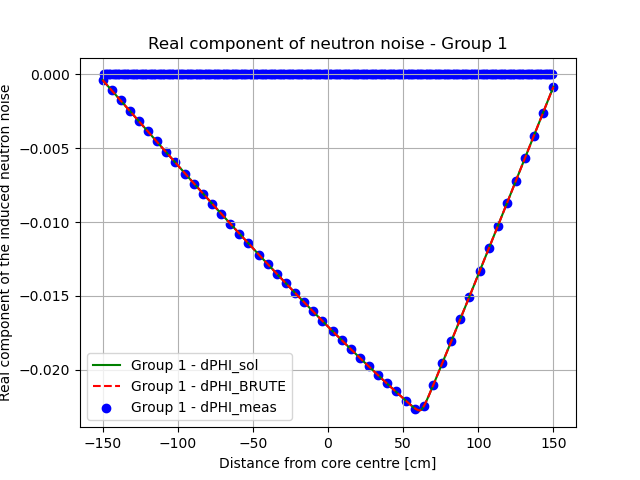 Real component of neutron noise - Group 1
Real component of the induced neutron noise
0.000
−0.005
−0.010
−0.015
−0.020
Group 1 - dPHI_sol
Group 1 - dPHI_BRUTE
Group 1 - dPHI_meas
−150
−100
−50
0
50
100
150
Distance from core centre [cm]